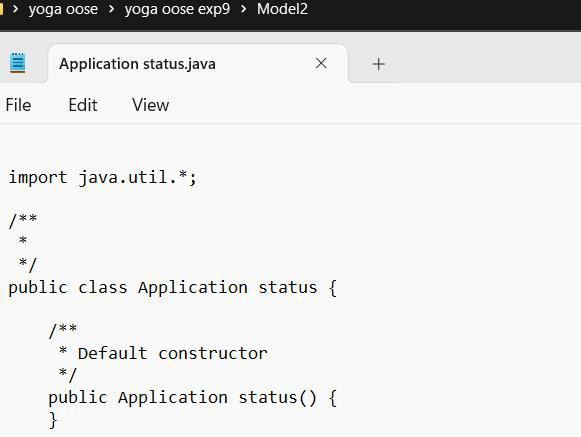 > yoga oose > yoga oose exp9 > Model2
Application status.java × +
File Edit View
import java.util.*;
/**
 *
 */
public class Application status {
    /**
     * Default constructor
     */
    public Application status() {
    }